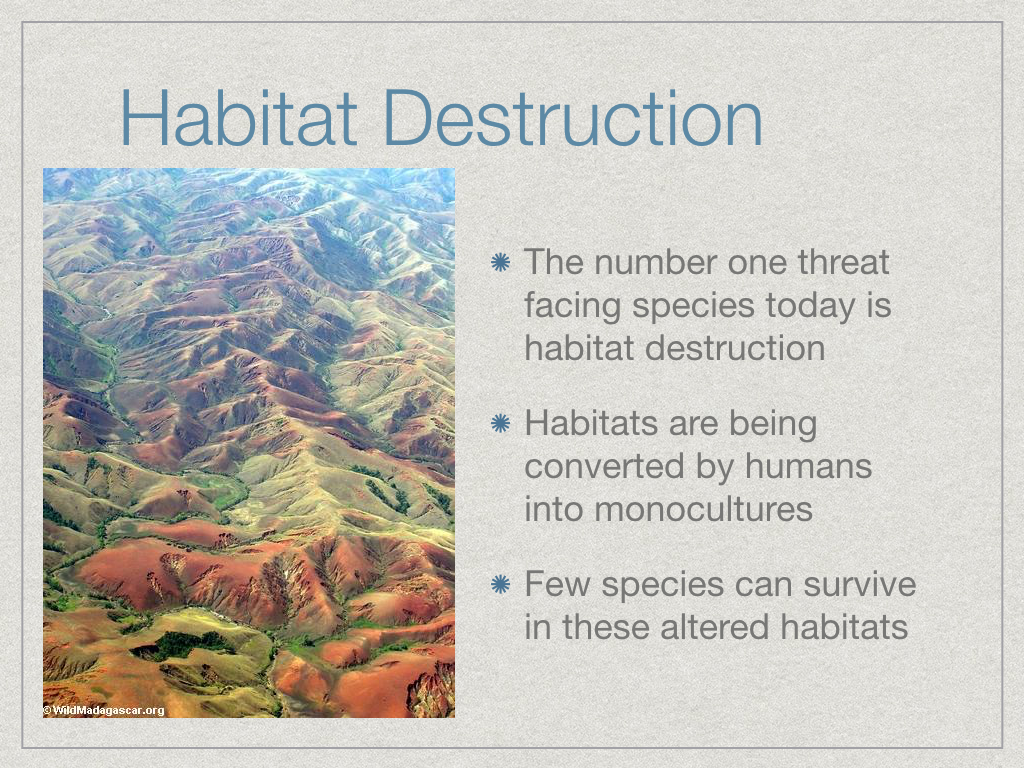 Habitat Destruction
The number one threat
facing species today is
habitat destruction
Habitats are being
converted by humans
into monocultures
Few species can survive
in these altered habitats
© WildMadagascar.org